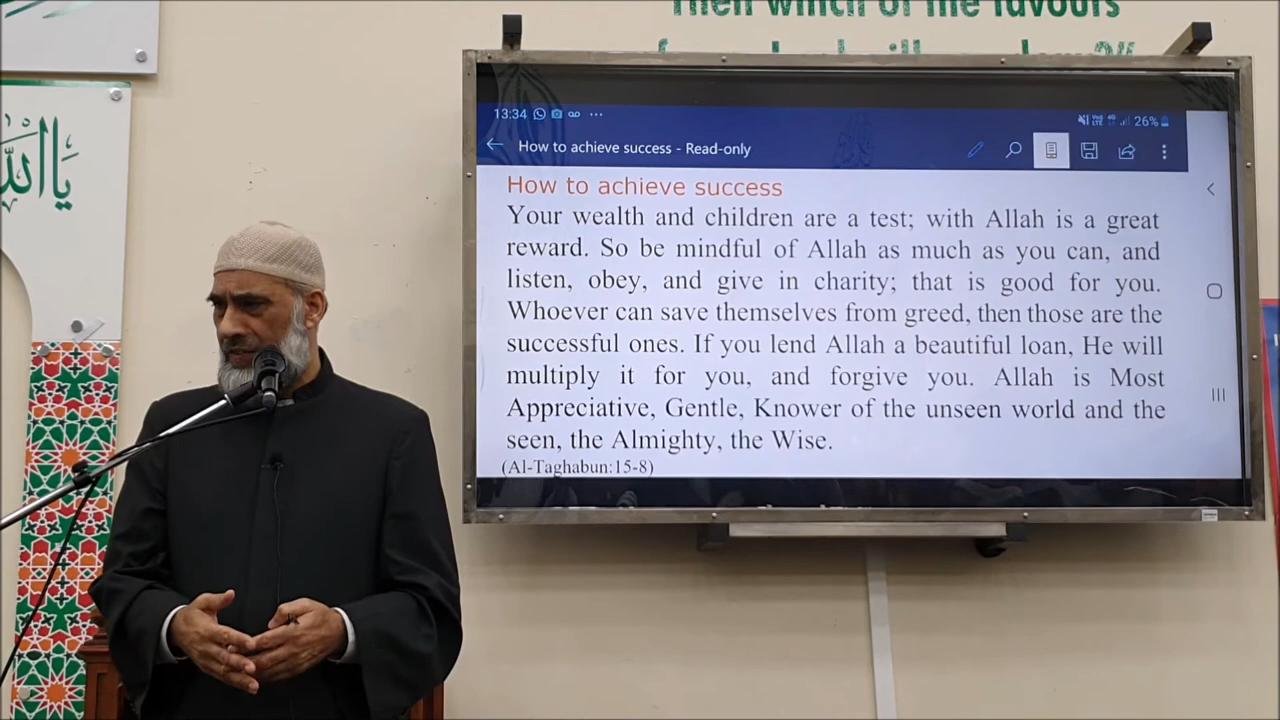 Then which of the favours
يا الله
13:34
VoD LTE 4G 26%
How to achieve success - Read-only
How to achieve success
Your wealth and children are a test; with Allah is a great
reward. So be mindful of Allah as much as you can, and
listen, obey, and give in charity; that is good for you.
Whoever can save themselves from greed, then those are the
successful ones. If you lend Allah a beautiful loan, He will
multiply it for you, and forgive you. Allah is Most
Appreciative, Gentle, Knower of the unseen world and the
seen, the Almighty, the Wise.
(Al-Taghabun:15-8)